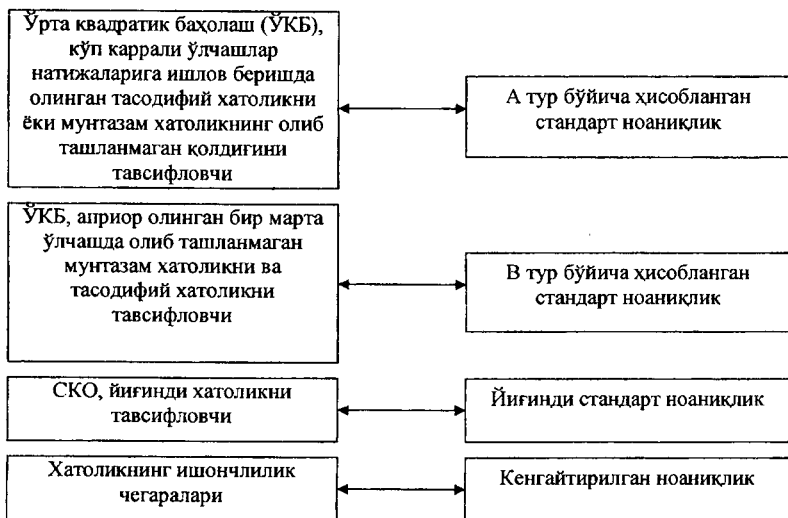 Ўрта квадратик баҳолаш (ЎКБ),
кўп каррали ўлчашлар
натижаларига ишлов беришда
олинган тасодифий хатоликни
ёки мунтазам хатоликнинг олиб
ташланмаган қолдиғини
тавсифловчи
А тур бўйича ҳисобланган
стандарт ноаниқлик
ЎКБ, априор олинган бир марта
ўлчашда олиб ташланмаган
мунтазам хатоликни ва
тасодифий хатоликни
тавсифловчи
В тур бўйича ҳисобланган
стандарт ноаниқлик
СКО, йиғинди хатоликни
тавсифловчи
Йиғинди стандарт ноаниқлик
Хатоликнинг ишончлилик
чегаралари
Кенгайтирилган ноаниқлик